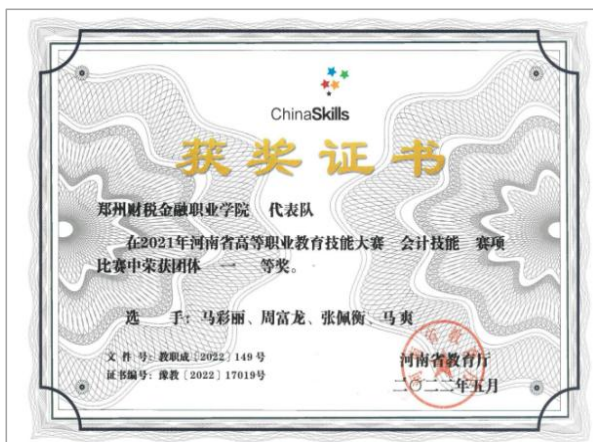 ChinaSkills
获奖证书
郑州财税金融职业学院 代表队
在2021年河南省高等职业教育技能大赛 会计技能 赛项
比赛中荣获团体 一 等奖。
选 手：马彩丽、周富龙、张佩衡、马爽
文 件 号：教职成〔2022〕149号
证书编号：豫教〔2022〕17019号
河南省教育厅
二〇二二年五月